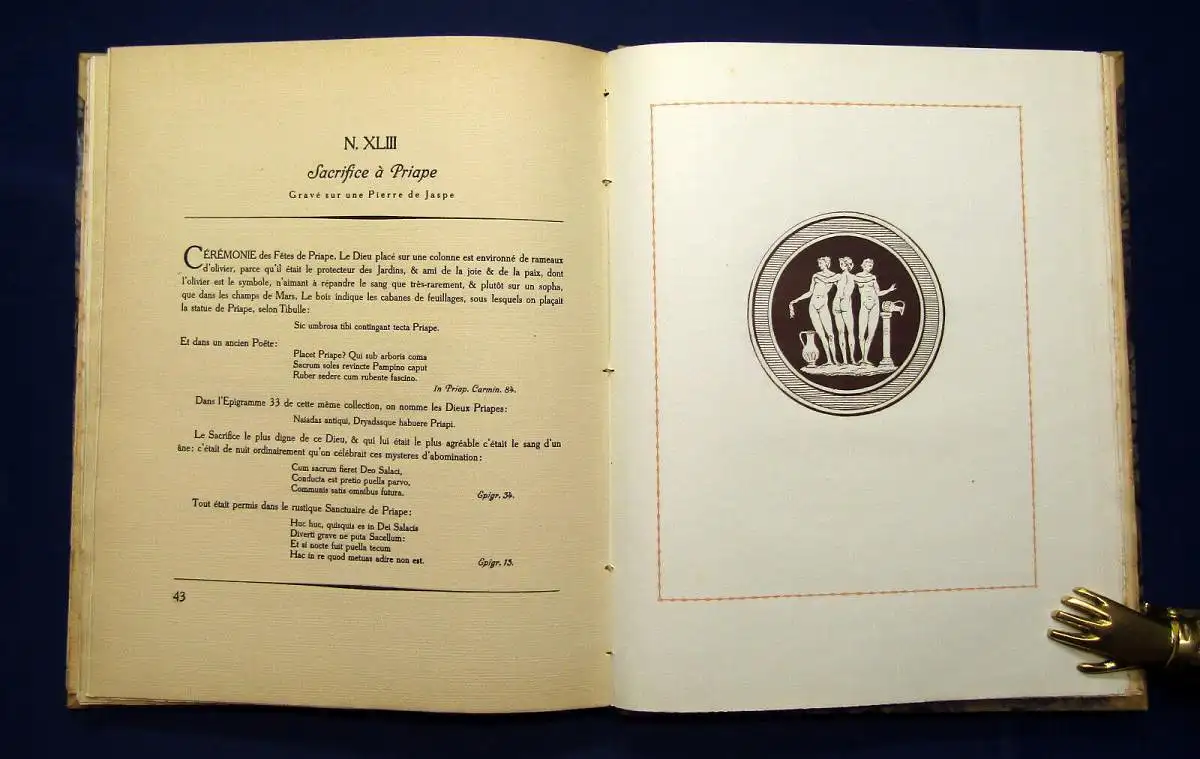 N. XLIII
Sacrifice à Priape
Gravé sur une Pierre de Jaspe
CÉRÉMONIE des Fêtes de Priape. Le Dieu placé sur une colonne est environné de rameaux
d'olivier, parce qu'il était le protecteur des Jardins, & ami de la joie & de la paix, dont
l'olivier est le symbole, n'aimant à répandre le sang que très-rarement, & plutôt sur un sopha,
que dans les champs de Mars. Le bois indique les cabanes de feuillages, sous lesquels on plaçait
la statue de Priape, selon Tibulle:
Sic umbrosa tibi contingant tecta Priape.
Et dans un ancien Poëte:
Placet Priape? Qui sub arboris coma
Sacrum soles revincte Pampino caput
Ruber sedere cum rubente fascino.
In Priap. Carmin. 84.
Dans l'Epigramme 33 de cette même collection, on nomme les Dieux Priapes:
Naiadas antiqui, Dryadasque habuere Priapi.
Le Sacrifice le plus digne de ce Dieu, & qui lui était le plus agréable c'était le sang d'un
âne: c'était de nuit ordinairement qu'on célébrait ces mysteres d'abomination:
Cum sacrum fieret Deo Salaci,
Conducta est pretio puella parvo,
Communis satis omnibus futura.
Epigr. 34.
Tout était permis dans le rustique Sanctuaire de Priape:
Huc huc, quisquis es in Dei Salacis
Diverti grave ne puta Sacellum:
Et si nocte fuit puella tecum
Hac in re quod metuas adire non est.
Epigr. 13.
43